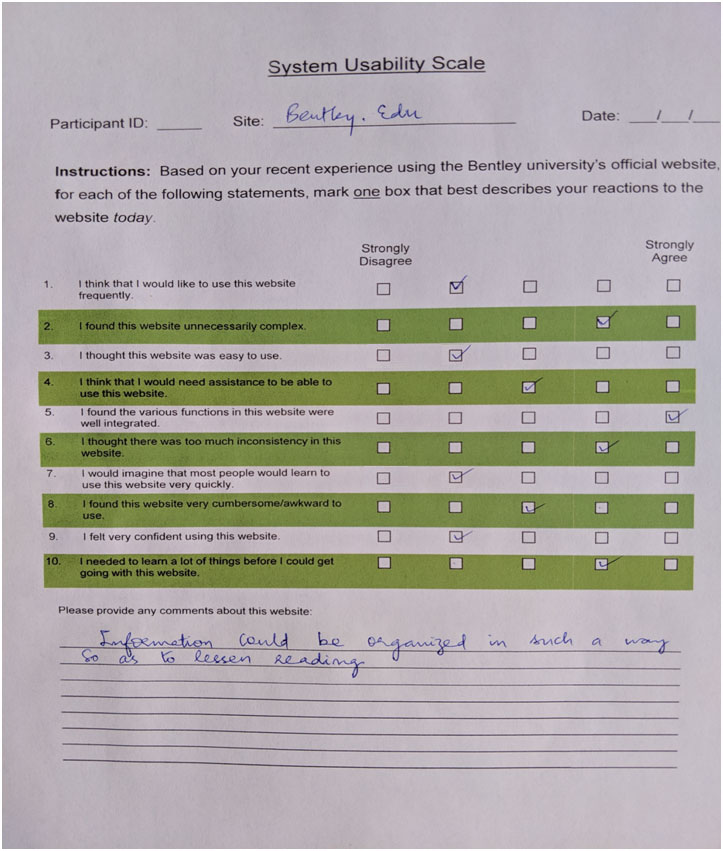 System Usability Scale
Participant ID: _____ Site: Bentley. Edu Date: __/__/__
Instructions: Based on your recent experience using the Bentley university's official website,
for each of the following statements, mark one box that best describes your reactions to the
website today.
Strongly Disagree Strongly Agree
1. I think that I would like to use this website
frequently.
2. I found this website unnecessarily complex.
3. I thought this website was easy to use.
4. I think that I would need assistance to be able to
use this website.
5. I found the various functions in this website were
well integrated.
6. I thought there was too much inconsistency in this
website.
7. I would imagine that most people would learn to
use this website very quickly.
8. I found this website very cumbersome/awkward to
use.
9. I felt very confident using this website.
10. I needed to learn a lot of things before I could get
going with this website.
Please provide any comments about this website:
Information could be organized in such a way
So as to lessen reading